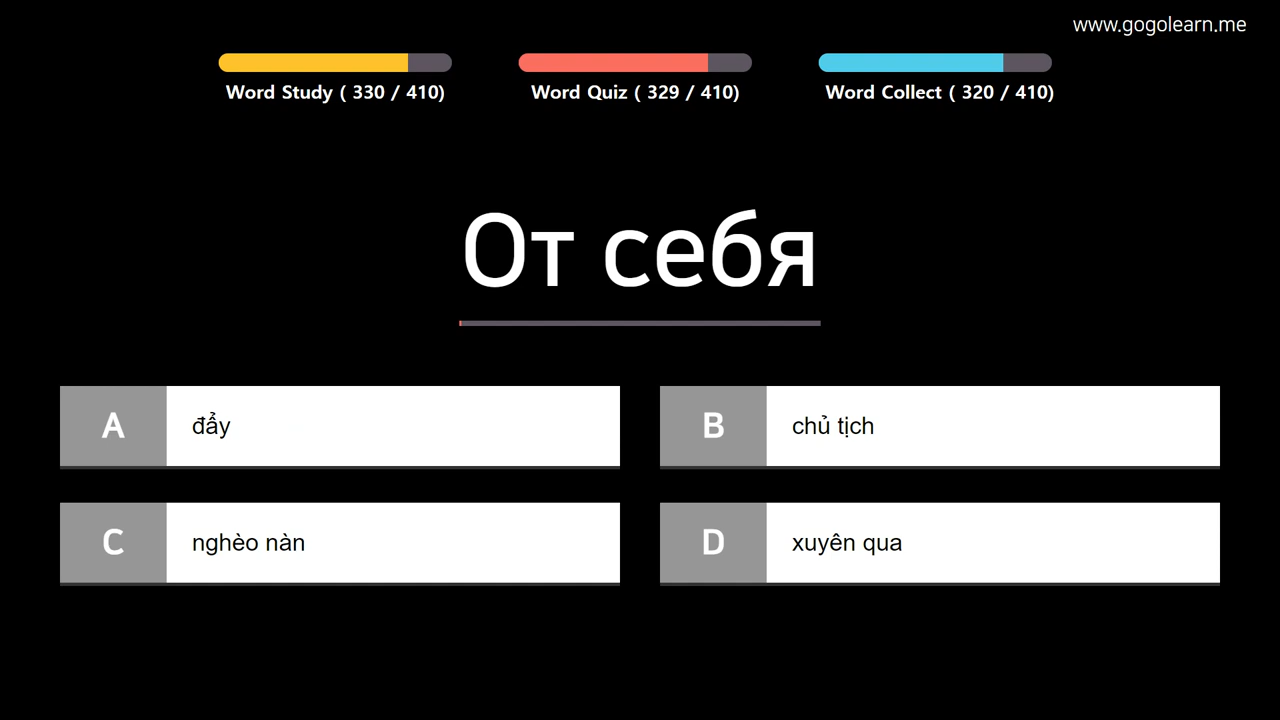 www.gogolearn.me
Word Study ( 330 / 410)
Word Quiz ( 329 / 410)
Word Collect ( 320 / 410)
От себя
A đẩy
B chủ tịch
C nghèo nàn
D xuyên qua